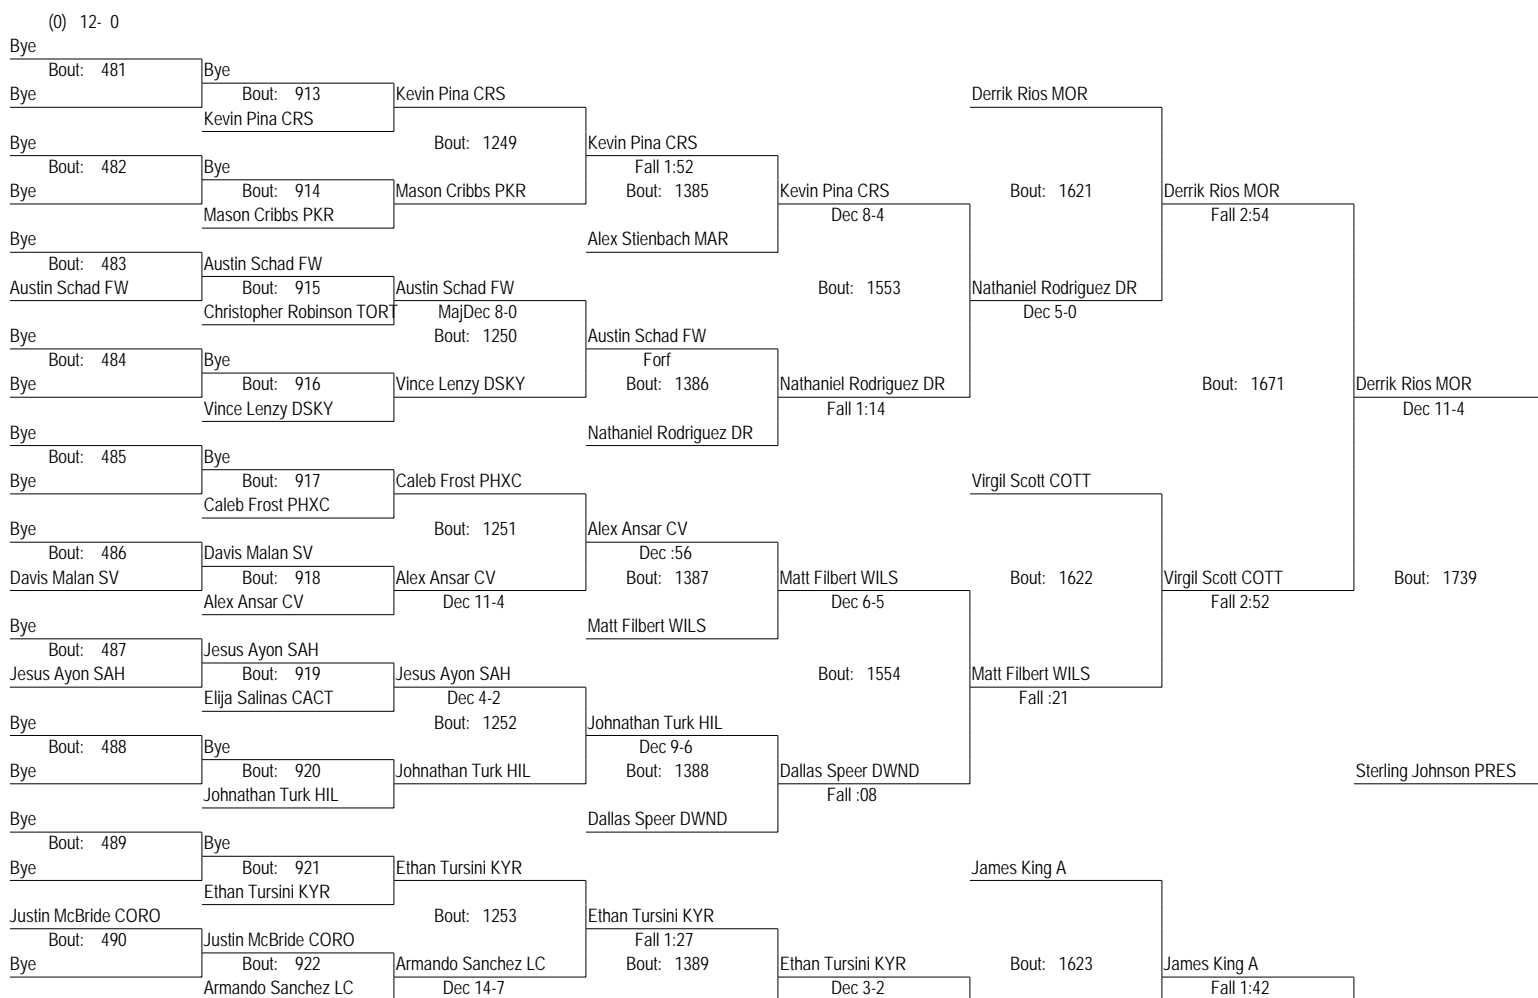 (0) 12- 0
Bye
Bout: 481 Bye
Bye Bout: 913 Kevin Pina CRS Derrik Rios MOR
Kevin Pina CRS
Bye Bout: 1249 Kevin Pina CRS
Bout: 482 Bye Fall 1:52
Bye Bout: 914 Mason Cribbs PKR Bout: 1385 Kevin Pina CRS Bout: 1621 Derrik Rios MOR
Mason Cribbs PKR Dec 8-4 Fall 2:54
Bye Alex Stienbach MAR
Bout: 483 Austin Schad FW
Austin Schad FW Bout: 915 Austin Schad FW Bout: 1553 Nathaniel Rodriguez DR
Christopher Robinson TORT MajDec 8-0 Dec 5-0
Bye Bout: 1250 Austin Schad FW
Bout: 484 Bye Forf
Bye Bout: 916 Vince Lenzy DSKY Bout: 1386 Nathaniel Rodriguez DR Bout: 1671 Derrik Rios MOR
Vince Lenzy DSKY Fall 1:14 Dec 11-4
Bye Nathaniel Rodriguez DR
Bout: 485 Bye
Bye Bout: 917 Caleb Frost PHXC Virgil Scott COTT
Caleb Frost PHXC
Bye Bout: 1251 Alex Ansar CV
Bout: 486 Davis Malan SV Dec :56
Davis Malan SV Bout: 918 Alex Ansar CV Bout: 1387 Matt Filbert WILS Bout: 1622 Virgil Scott COTT Bout: 1739
Alex Ansar CV Dec 11-4 Dec 6-5 Fall 2:52
Bye Matt Filbert WILS
Bout: 487 Jesus Ayon SAH
Jesus Ayon SAH Bout: 919 Jesus Ayon SAH Bout: 1554 Matt Filbert WILS
Elija Salinas CACT Dec 4-2 Fall :21
Bye Bout: 1252 Johnathan Turk HIL
Bout: 488 Bye Dec 9-6
Bye Bout: 920 Johnathan Turk HIL Bout: 1388 Dallas Speer DWND Sterling Johnson PRES
Johnathan Turk HIL Fall :08
Bye Dallas Speer DWND
Bout: 489 Bye
Bye Bout: 921 Ethan Tursini KYR James King A
Ethan Tursini KYR
Justin McBride CORO Bout: 1253 Ethan Tursini KYR
Bout: 490 Justin McBride CORO Fall 1:27
Bye Bout: 922 Armando Sanchez LC Bout: 1389 Ethan Tursini KYR Bout: 1623 James King A
Armando Sanchez LC Dec 14-7 Dec 3-2 Fall 1:42